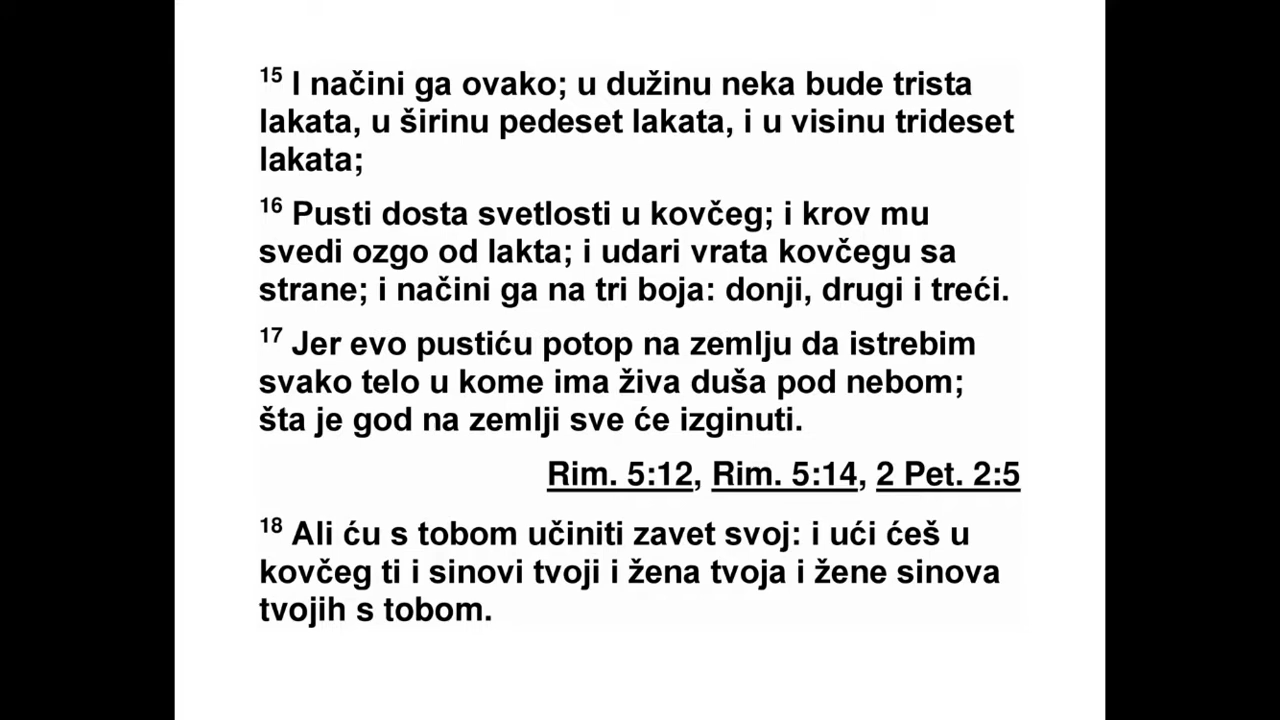 15 I načini ga ovako; u dužinu neka bude trista
lakata, u širinu pedeset lakata, i u visinu trideset
lakata;
16 Pusti dosta svetlosti u kovčeg; i krov mu
svedi ozgo od lakta; i udari vrata kovčegu sa
strane; i načini ga na tri boja: donji, drugi i treći.
17 Jer evo pustiću potop na zemlju da istrebim
svako telo u kome ima živa duša pod nebom;
šta je god na zemlji sve će izginuti.
Rim. 5:12, Rim. 5:14, 2 Pet. 2:5
18 Ali ću s tobom učiniti zavet svoj: i ući ćeš u
kovčeg ti i sinovi tvoji i žena tvoja i žene sinova
tvojih s tobom.